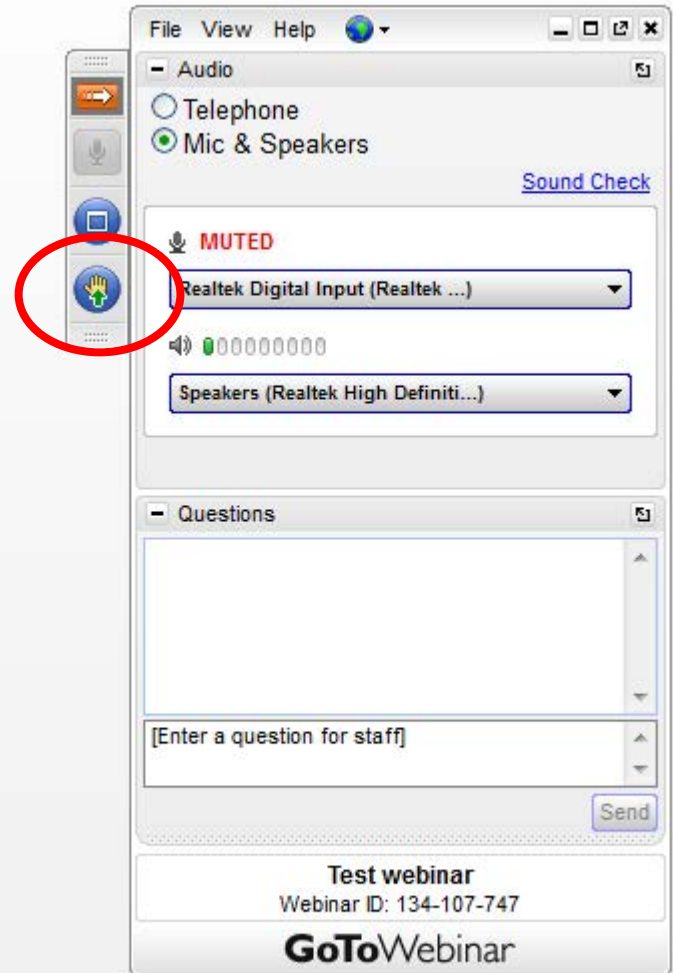 File View Help
Audio
Telephone
Mic & Speakers
Sound Check
MUTED
Realtek Digital Input (Realtek ...)
Speakers (Realtek High Definiti...)
Questions
[Enter a question for staff]
Send
Test webinar
Webinar ID: 134-107-747
GoToWebinar